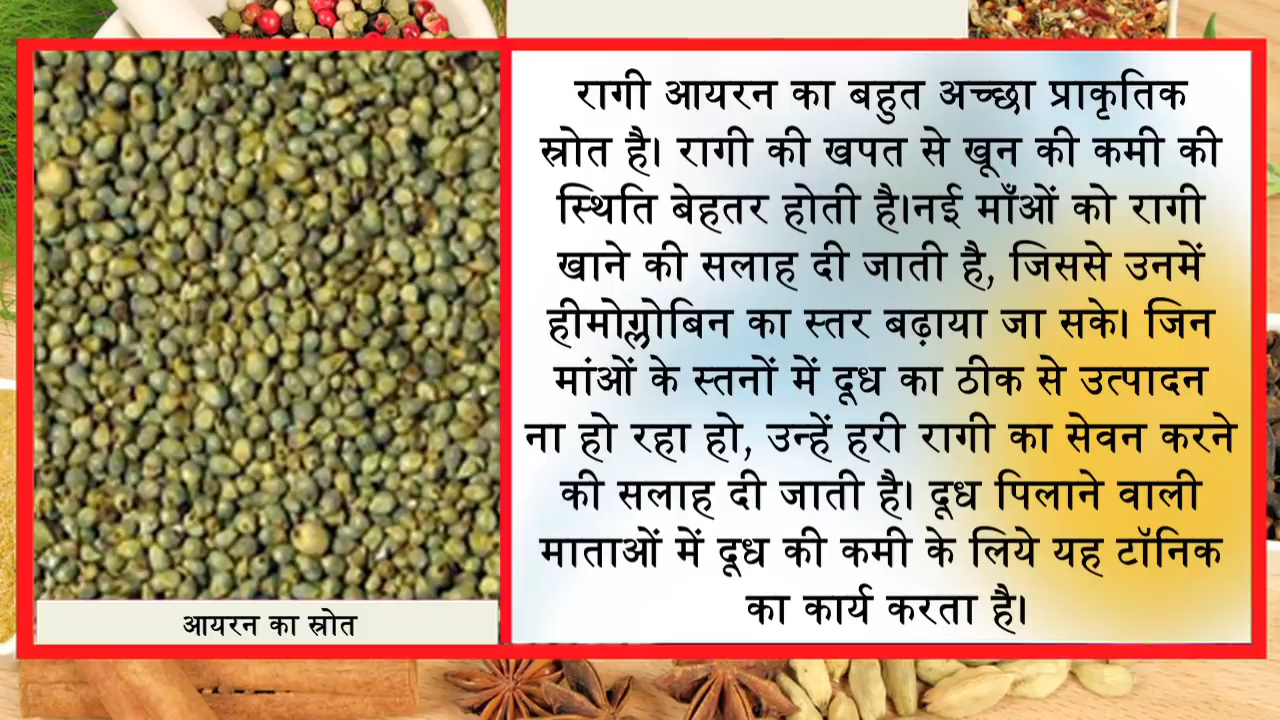 रागी आयरन का बहुत अच्छा प्राकृतिक
स्रोत है। रागी की खपत से खून की कमी की
स्थिति बेहतर होती है।नई माँओं को रागी
खाने की सलाह दी जाती है, जिससे उनमें
हीमोग्लोबिन का स्तर बढ़ाया जा सके। जिन
मांओं के स्तनों में दूध का ठीक से उत्पादन
ना हो रहा हो, उन्हें हरी रागी का सेवन करने
की सलाह दी जाती है। दूध पिलाने वाली
माताओं में दूध की कमी के लिये यह टॉनिक
का कार्य करता है।
आयरन का स्रोत